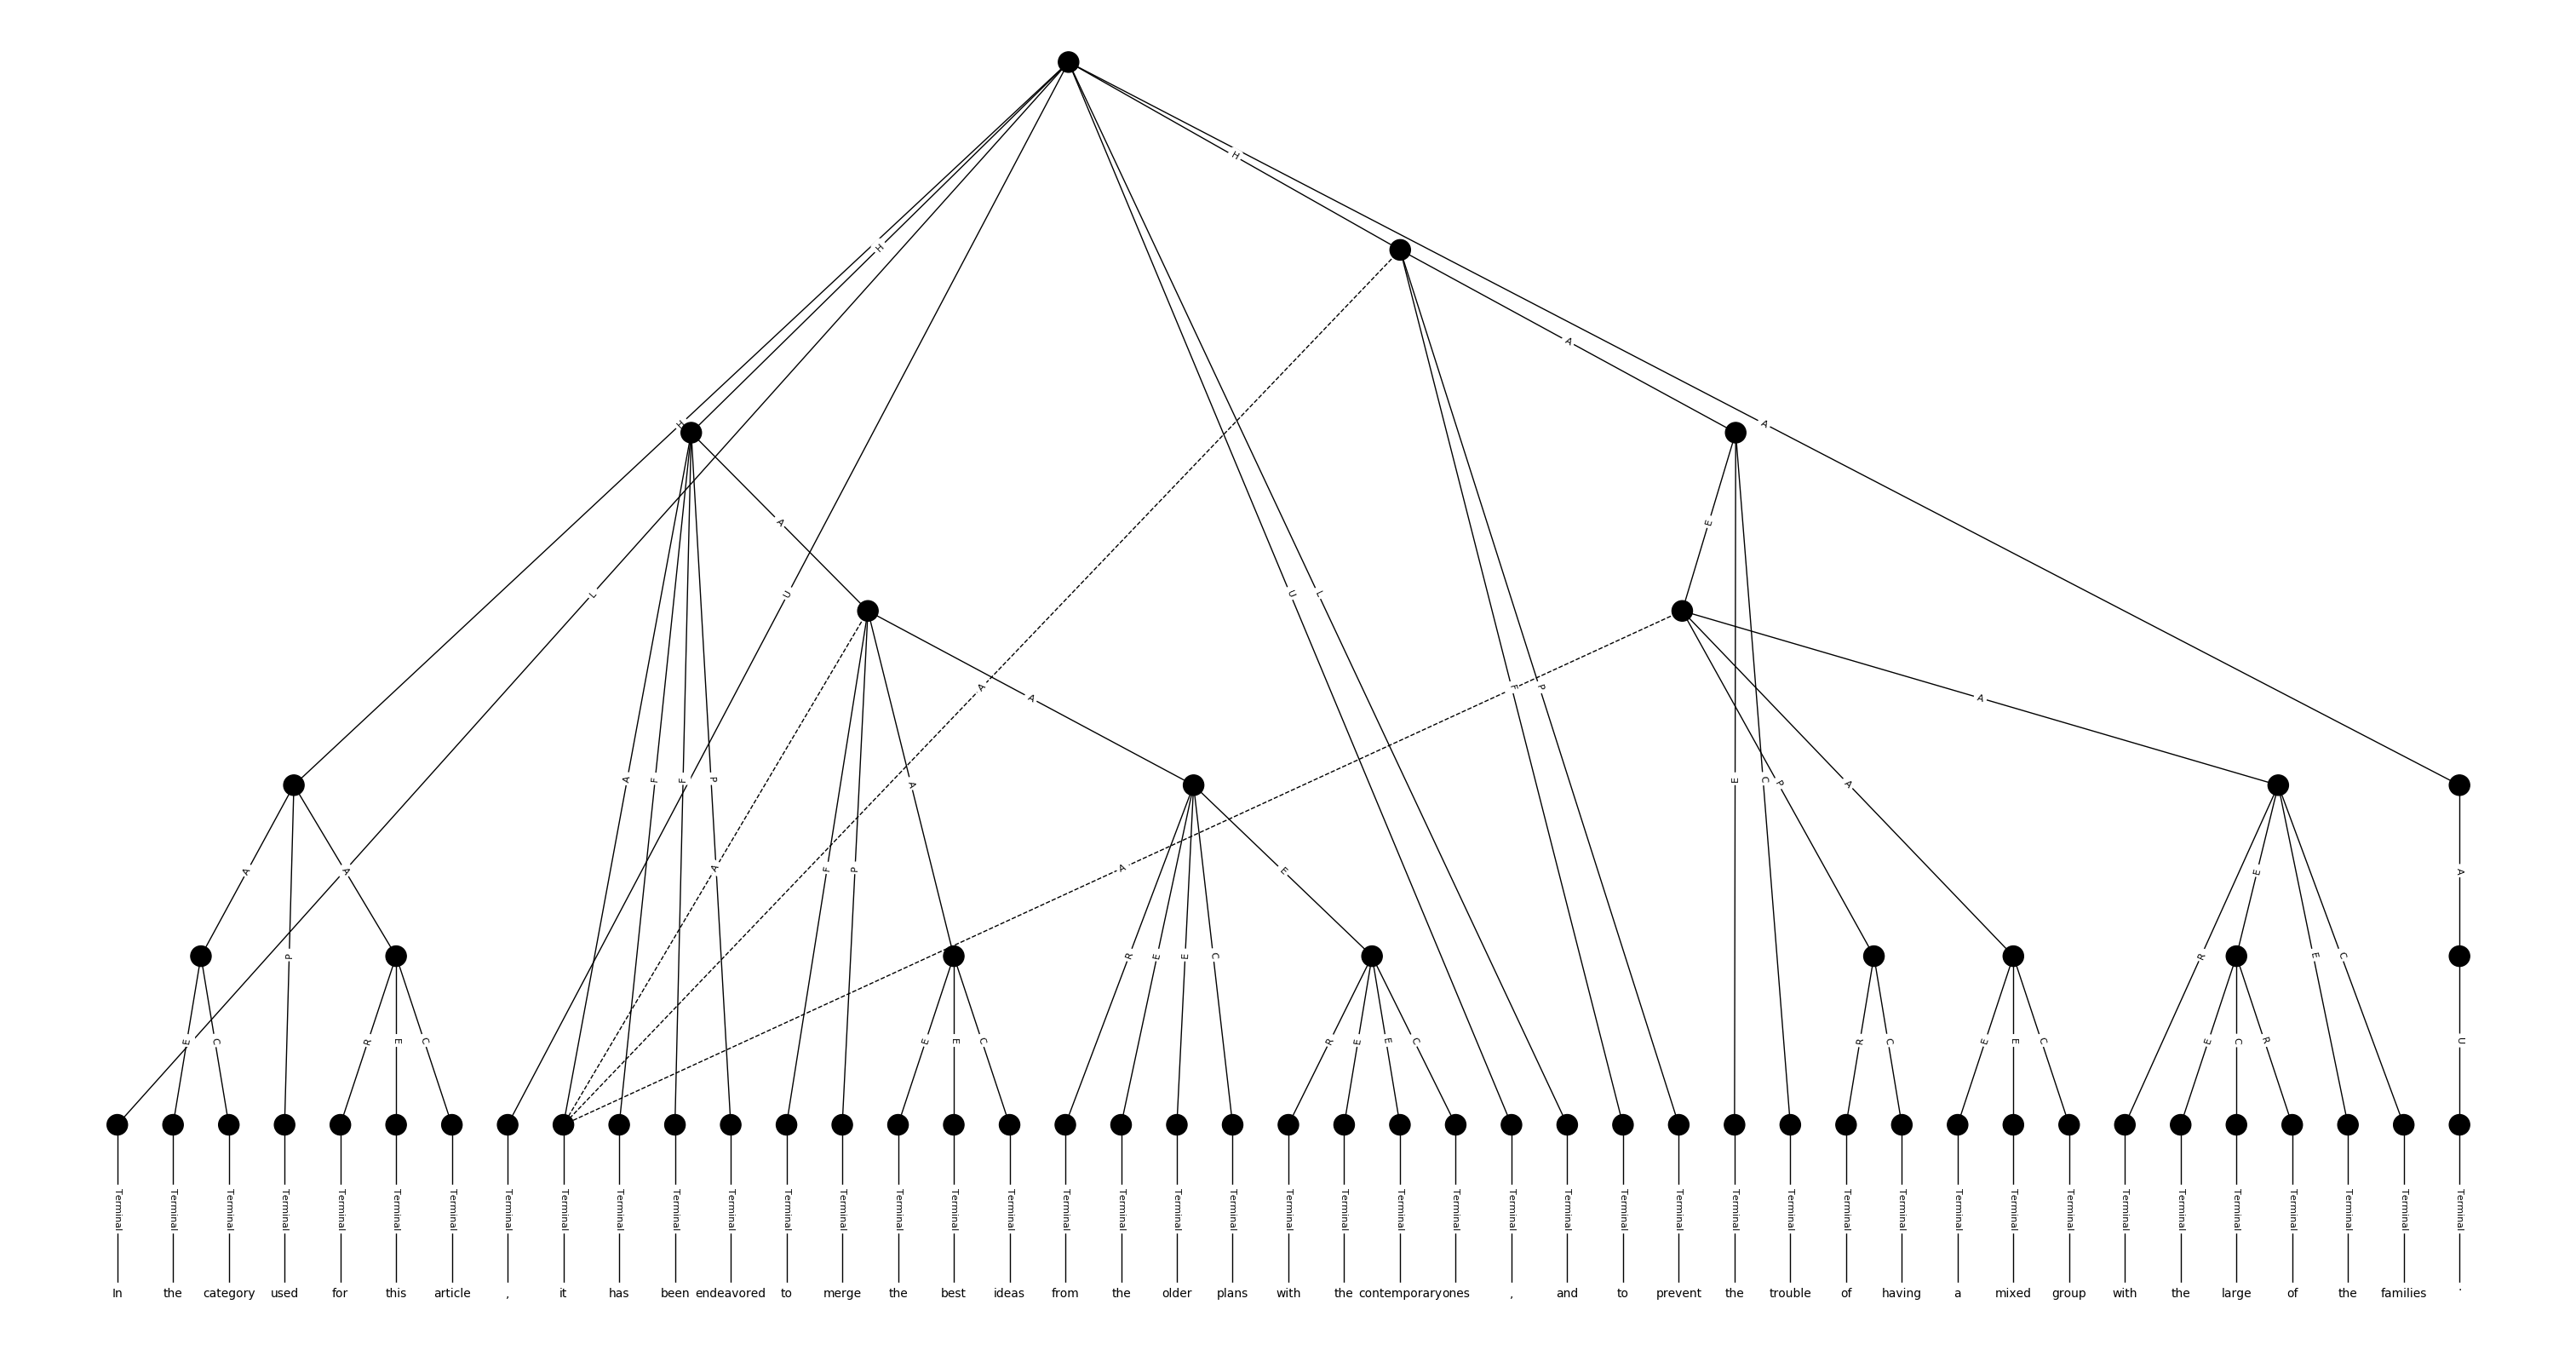 H
H
A
H
A
A
E
L
U
U
L
A
A
F
P
A
A
F
F
P
A
E
C
P
A
A
A
F
P
A
E
A
E
A
P
R
E
E
C
R
E
E
C
E
C
R
E
C
E
E
C
R
E
E
C
R
C
E
E
C
E
C
R
U
Terminal Terminal Terminal Terminal Terminal Terminal Terminal Terminal Terminal Terminal Terminal Terminal Terminal Terminal Terminal Terminal Terminal Terminal Terminal Terminal Terminal Terminal Terminal Terminal Terminal Terminal Terminal Terminal Terminal Terminal Terminal Terminal Terminal Terminal Terminal Terminal Terminal Terminal Terminal Terminal Terminal Terminal Terminal
In the category used for this article , it has been endeavored to merge the best ideas from the older plans with the contemporary ones , and to prevent the trouble of having a mixed group with the large of the families .